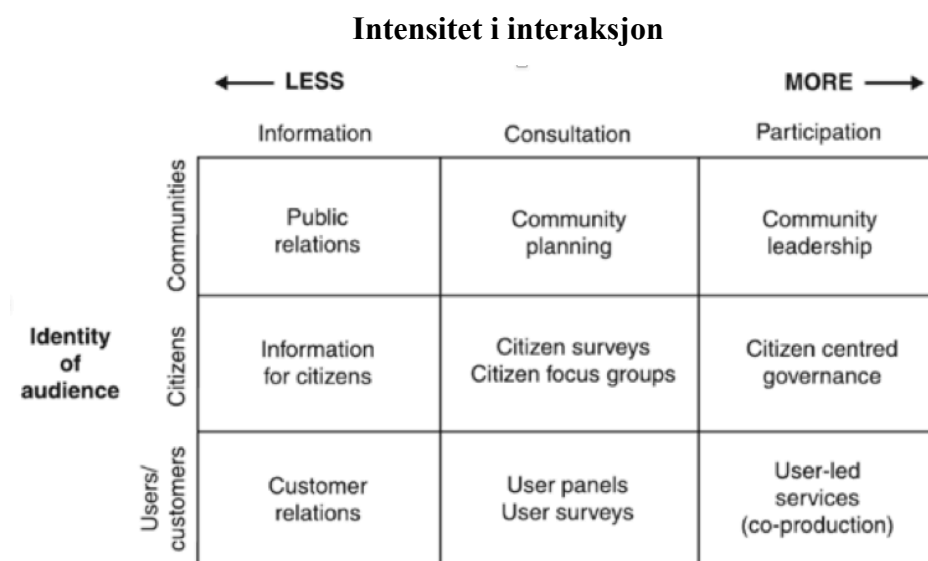 Intensitet i interaksjon
LESS
MORE
Information
Consultation
Participation
Communities
Public
relations
Community
planning
Community
leadership
Identity
of
audience
Citizens
Information
for citizens
Citizen surveys
Citizen focus groups
Citizen centred
governance
Users/
customers
Customer
relations
User panels
User surveys
User-led
services
(co-production)